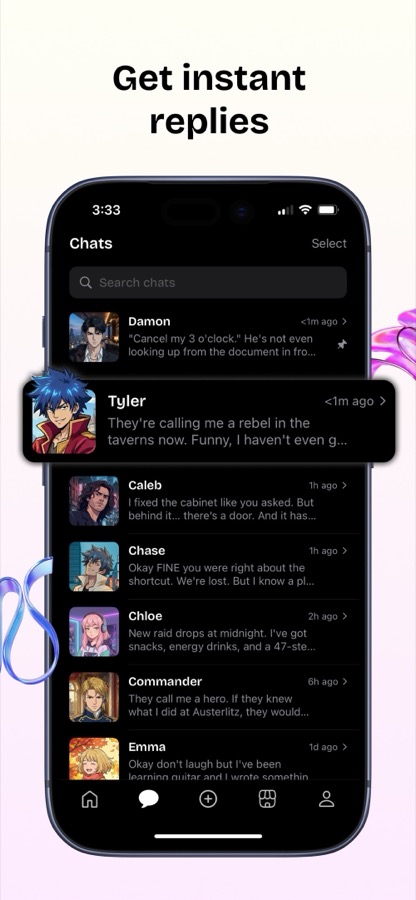 Get instant
replies
3:33
Chats
Select
Search chats
Damon
<1m ago
"Cancel my 3 o'clock." He's not even
looking up from the document in fro...
Tyler
<1m ago
They're calling me a rebel in the
taverns now. Funny, I haven't even g...
Caleb
1h ago
I fixed the cabinet like you asked. But
behind it... there's a door. And it has...
Chase
1h ago
Okay FINE you were right about the
shortcut. We're lost. But I know a pl...
Chloe
2h ago
New raid drops at midnight. I've got
snacks, energy drinks, and a 47-ste...
Commander
6h ago
They call me a hero. If they knew
what I did at Austerlitz, they would...
Emma
1d ago
Okay don't laugh but I've been
learning guitar and I wrote somethin